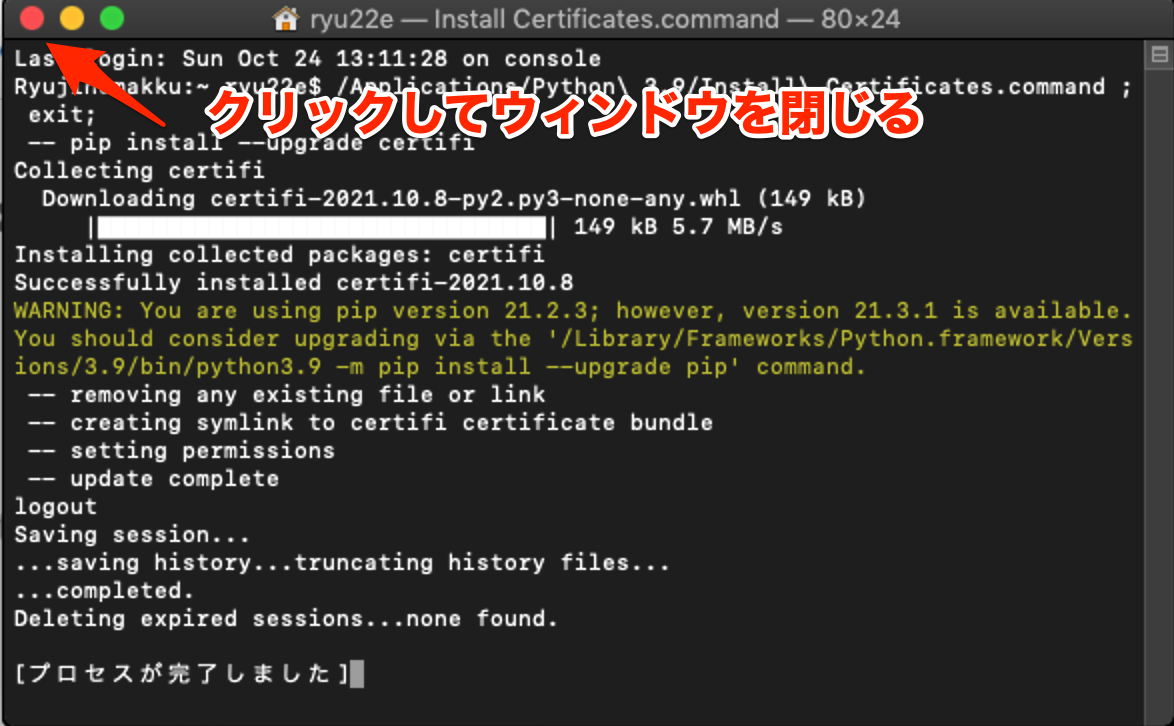 ryu22e — Install Certificates.command — 80×24
Last login: Sun Oct 24 13:11:28 on console
ryu22e$ /Applications/Python\ 3.9/Install\ Certificates.command ;
クリックしてウィンドウを閉じる
exit;
-- pip install --upgrade certifi
Collecting certifi
Downloading certifi-2021.10.8-py2.py3-none-any.whl (149 kB)
|████████████████████████████████| 149 kB 5.7 MB/s
Installing collected packages: certifi
Successfully installed certifi-2021.10.8
WARNING: You are using pip version 21.2.3; however, version 21.3.1 is available.
You should consider upgrading via the '/Library/Frameworks/Python.framework/Vers
ions/3.9/bin/python3.9 -m pip install --upgrade pip' command.
-- removing any existing file or link
-- creating symlink to certifi certificate bundle
-- setting permissions
-- update complete
logout
Saving session...
...saving history...truncating history files...
...completed.
Deleting expired sessions...none found.
[プロセスが完了しました]